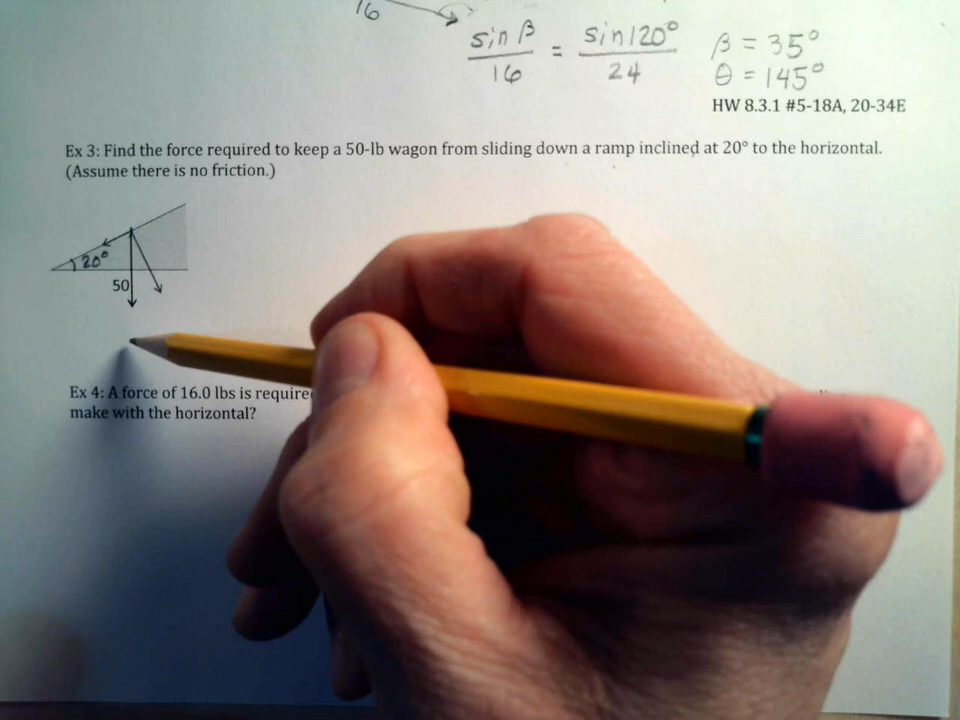 16
sin β / 16 = sin120° / 24
β = 35°
θ = 145°
HW 8.3.1 #5-18A, 20-34E
Ex 3: Find the force required to keep a 50-lb wagon from sliding down a ramp inclined at 20° to the horizontal.
(Assume there is no friction.)
20°
50
Ex 4: A force of 16.0 lbs is require
make with the horizontal?